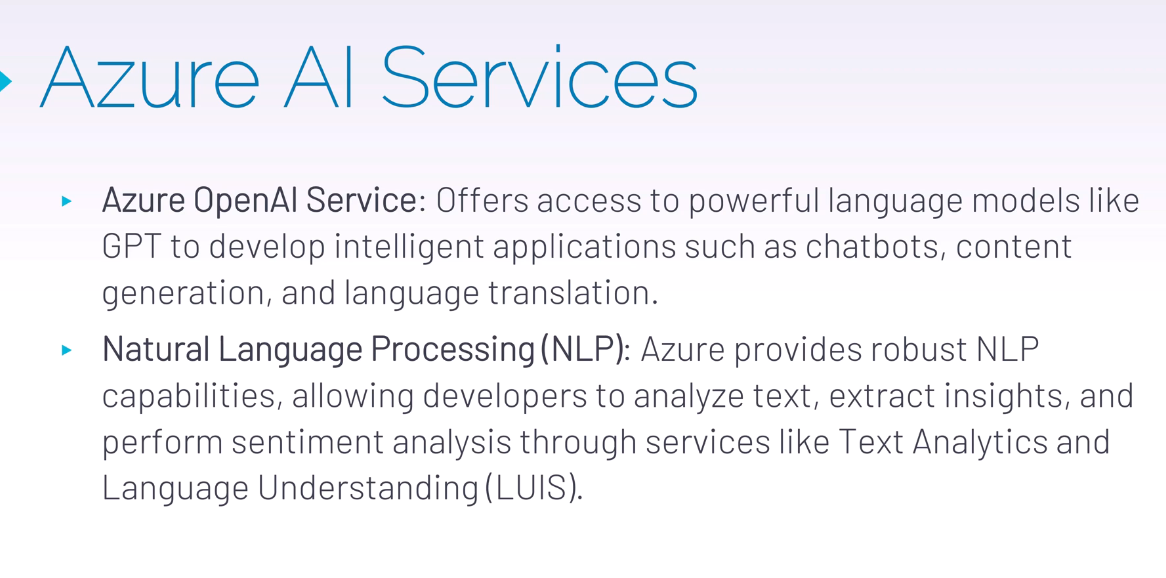 Azure AI Services
Azure OpenAI Service: Offers access to powerful language models like
GPT to develop intelligent applications such as chatbots, content
generation, and language translation.
Natural Language Processing (NLP): Azure provides robust NLP
capabilities, allowing developers to analyze text, extract insights, and
perform sentiment analysis through services like Text Analytics and
Language Understanding (LUIS).